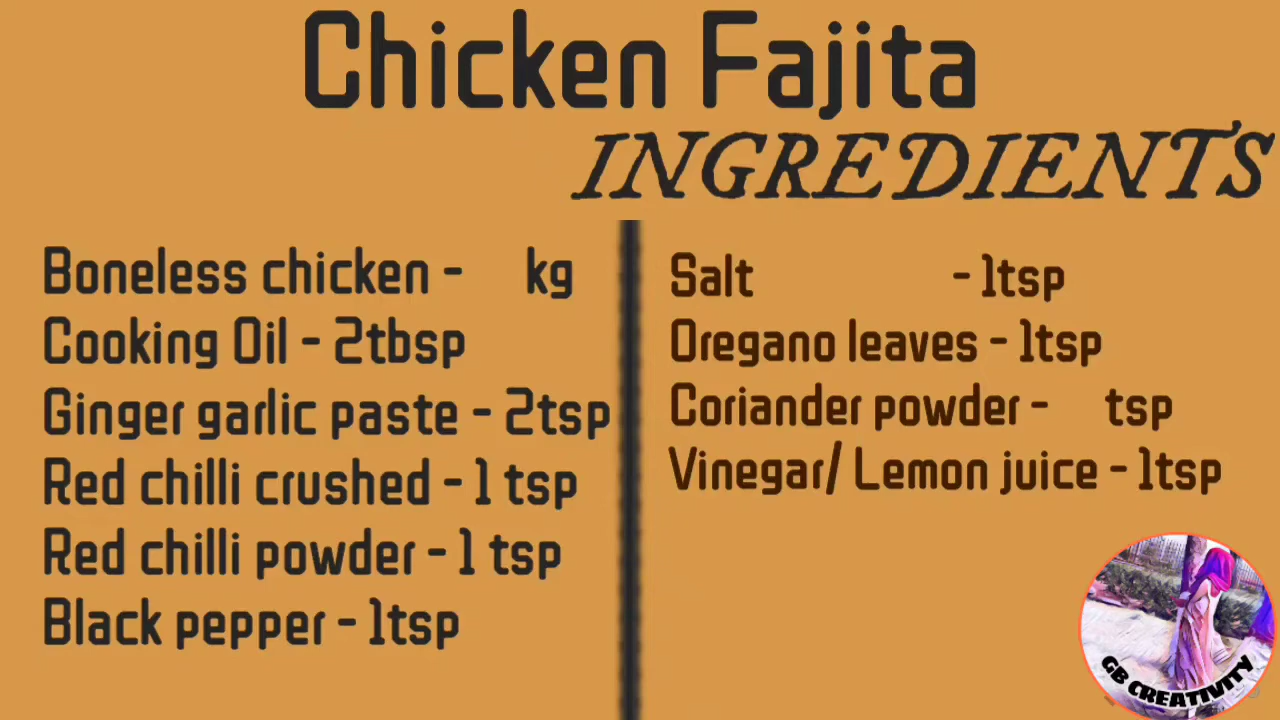 Chicken Fajita
INGREDIENTS
Boneless chicken -    kg
Cooking Oil - 2tbsp
Ginger garlic paste - 2tsp
Red chilli crushed - 1 tsp
Red chilli powder - 1 tsp
Black pepper - 1tsp
Salt - 1tsp
Oregano leaves - 1tsp
Coriander powder -    tsp
Vinegar/ Lemon juice - 1tsp
GB CREATIVITY